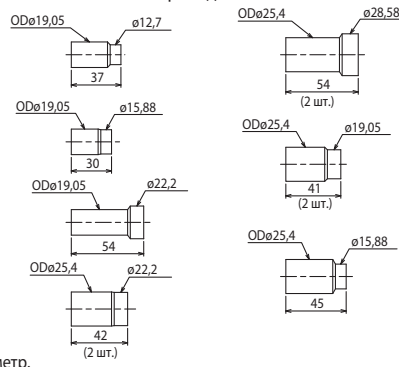 ODø19,05 ø12,7
37
ODø19,05 ø15,88
30
ODø19,05 ø22,2
54
ODø25,4 ø22,2
42
(2 шт.)
ODø25,4 ø28,58
54
(2 шт.)
ODø25,4 ø19,05
41
(2 шт.)
ODø25,4 ø15,88
45
метр.